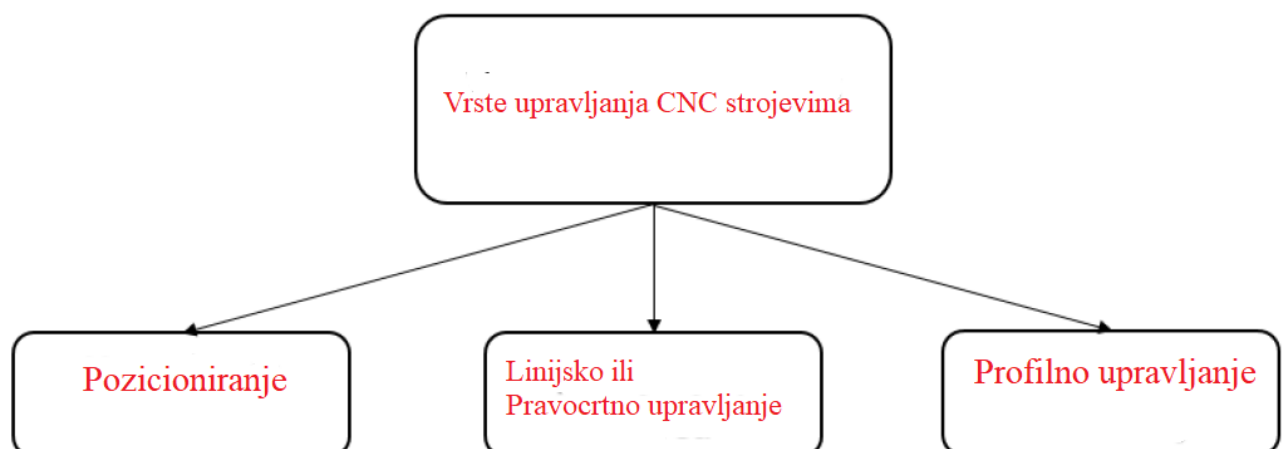 Vrste upravljanja CNC strojevima
Pozicioniranje
Linijsko ili
Pravocrtno upravljanje
Profilno upravljanje